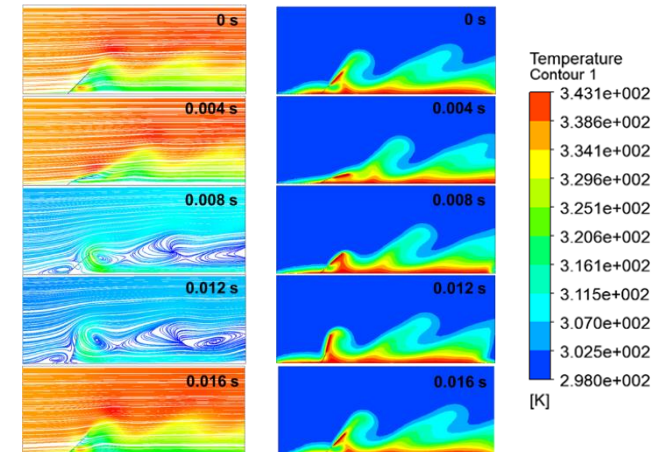 0 s
0 s
0.004 s
0.004 s
0.008 s
0.008 s
0.012 s
0.012 s
0.016 s
0.016 s
Temperature
Contour 1
3.431e+002
3.386e+002
3.341e+002
3.296e+002
3.251e+002
3.206e+002
3.161e+002
3.115e+002
3.070e+002
3.025e+002
2.980e+002
[K]